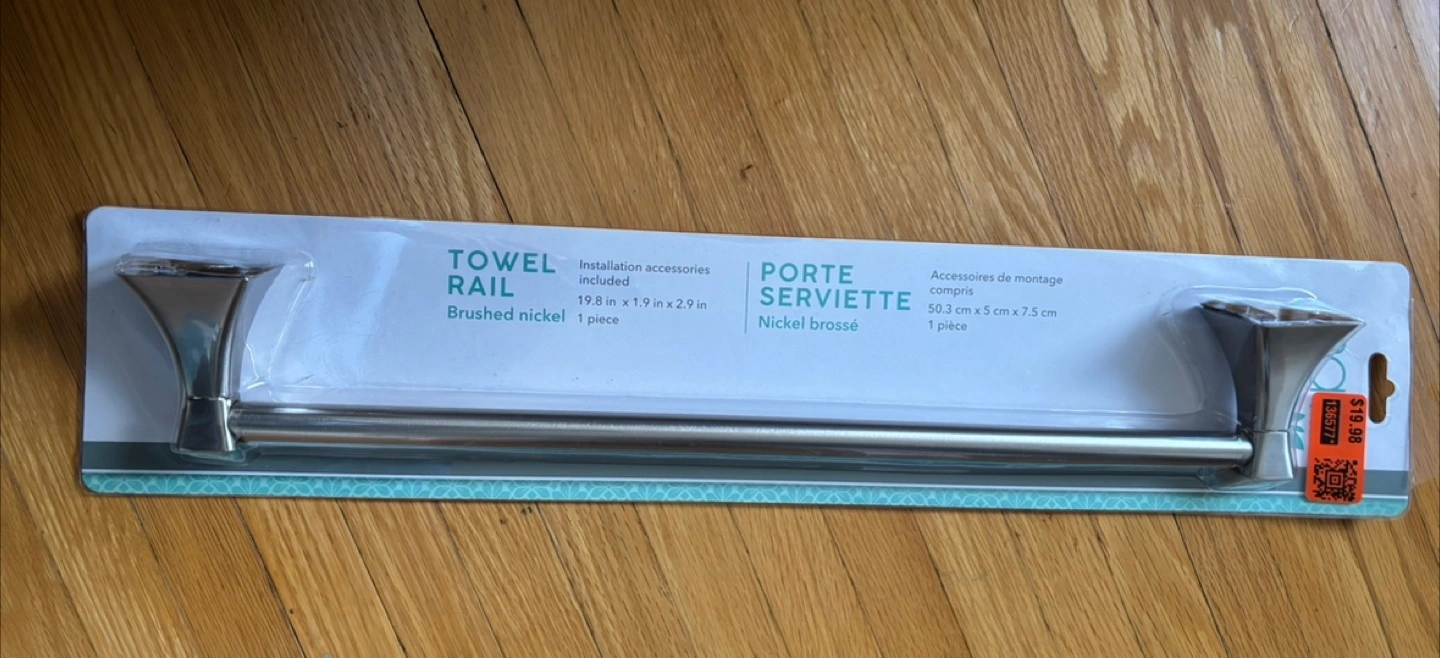 TOWEL
RAIL
Brushed nickel
Installation accessories
included
19.8 in x 1.9 in x 2.9 in
1 piece
PORTE
SERVIETTE
Nickel brossé
Accessoires de montage
compris
50.3 cm x 5 cm x 7.5 cm
1 pièce
$19.98